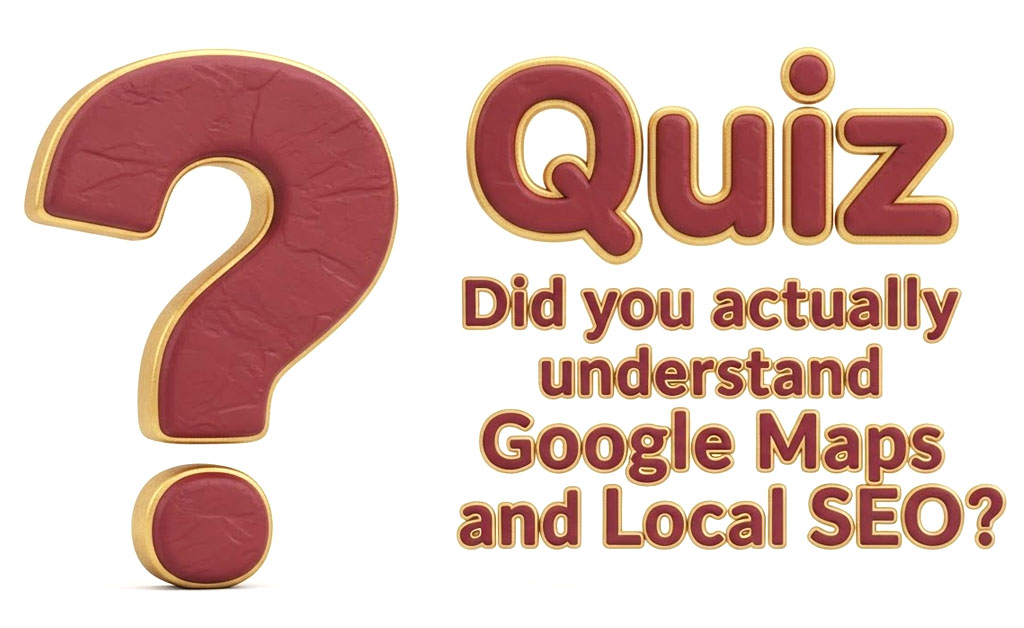 Quiz
Did you actually
understand
Google Maps
and Local SEO?